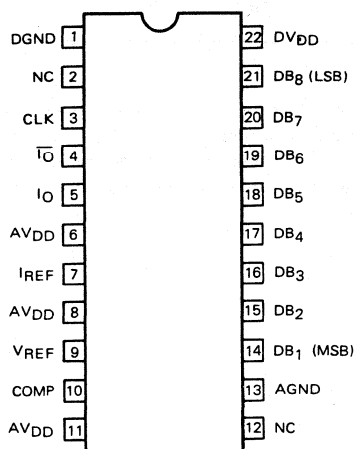 DGND 1 22 DVDD
NC 2 21 DB8 (LSB)
CLK 3 20 DB7
I̅O̅ 4 19 DB6
IO 5 18 DB5
AVDD 6 17 DB4
IREF 7 16 DB3
AVDD 8 15 DB2
VREF 9 14 DB1 (MSB)
COMP 10 13 AGND
AVDD 11 12 NC